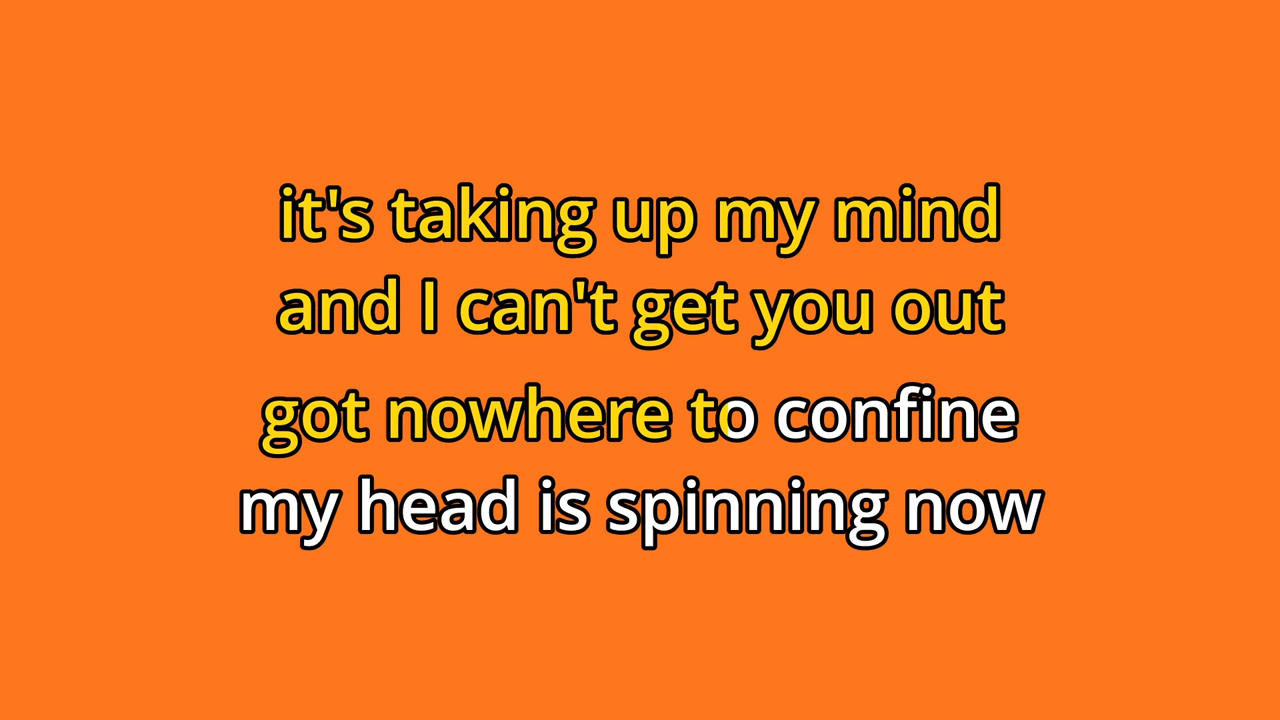 it's taking up my mind
and I can't get you out
got nowhere to confine
my head is spinning now